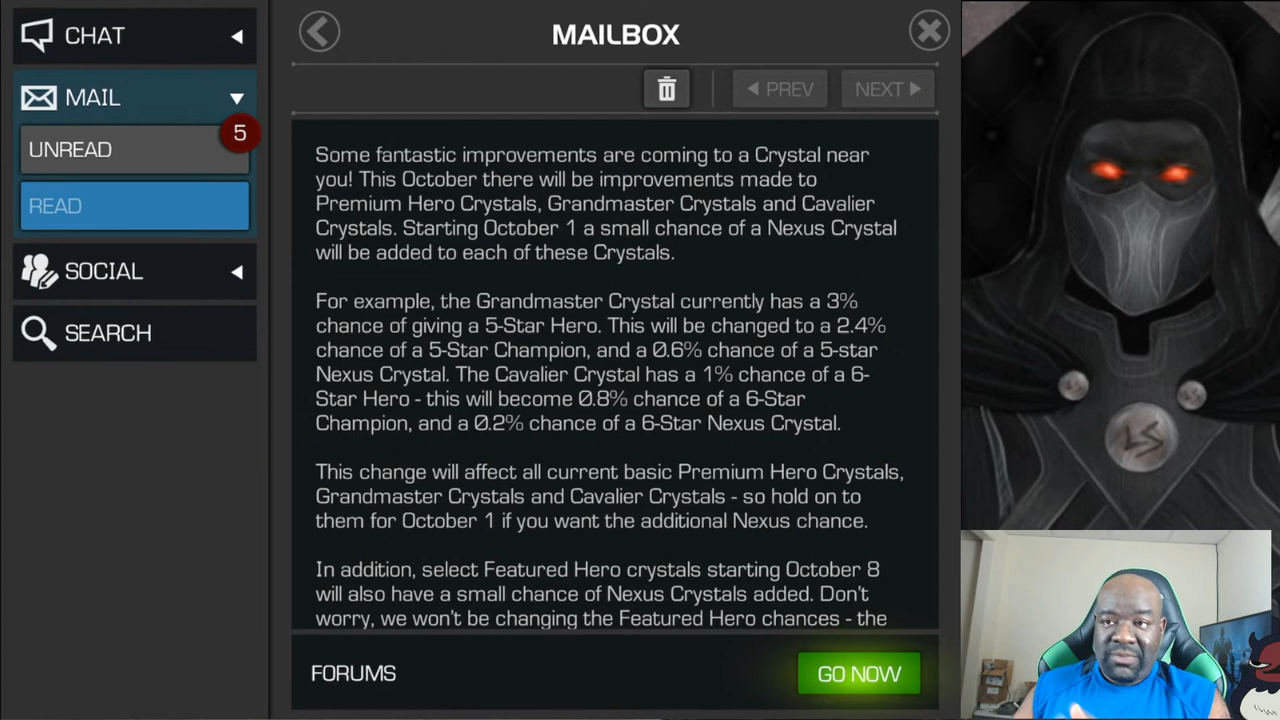 CHAT
MAIL
5
UNREAD
READ
SOCIAL
SEARCH
MAILBOX
PREV
NEXT
Some fantastic improvements are coming to a Crystal near
you! This October there will be improvements made to
Premium Hero Crystals, Grandmaster Crystals and Cavalier
Crystals. Starting October 1 a small chance of a Nexus Crystal
will be added to each of these Crystals.
For example, the Grandmaster Crystal currently has a 3%
chance of giving a 5-Star Hero. This will be changed to a 2.4%
chance of a 5-Star Champion, and a 0.6% chance of a 5-star
Nexus Crystal. The Cavalier Crystal has a 1% chance of a 6-
Star Hero - this will become 0.8% chance of a 6-Star
Champion, and a 0.2% chance of a 6-Star Nexus Crystal.
This change will affect all current basic Premium Hero Crystals,
Grandmaster Crystals and Cavalier Crystals - so hold on to
them for October 1 if you want the additional Nexus chance.
In addition, select Featured Hero crystals starting October 8
will also have a small chance of Nexus Crystals added. Don't
worry, we won't be changing the Featured Hero chances - the
FORUMS
GO NOW
LS